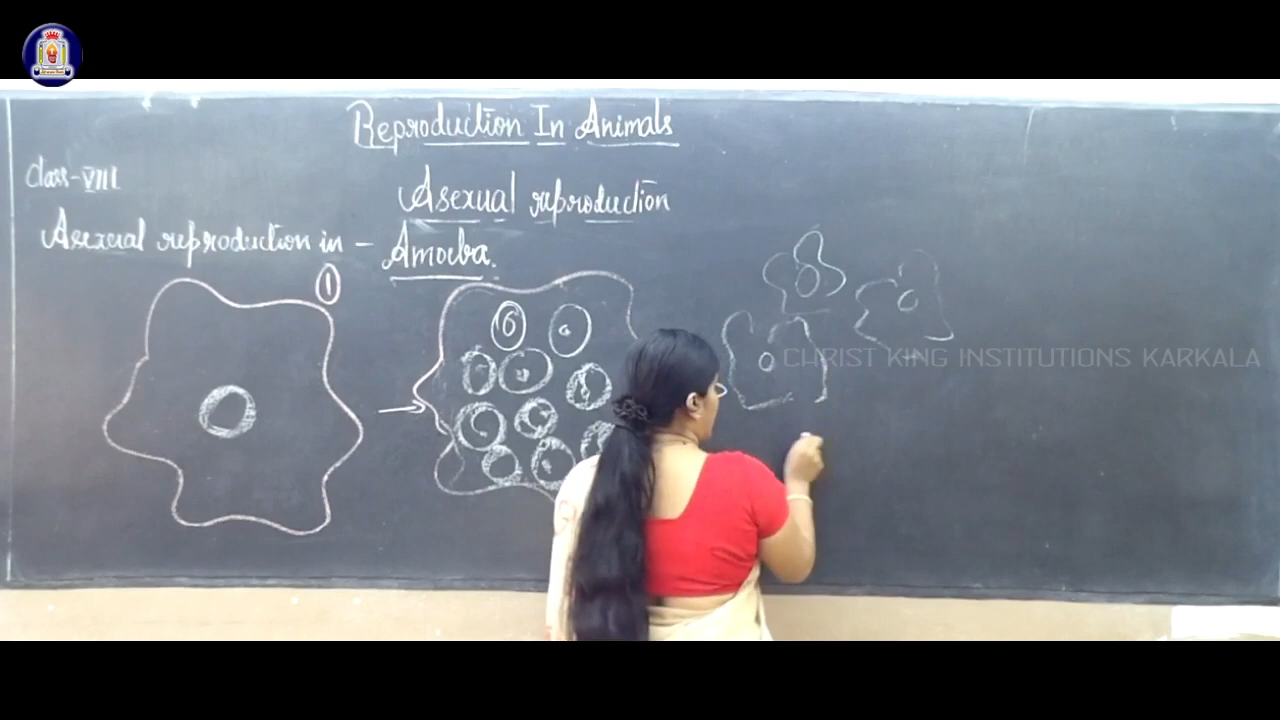 Reproduction In Animals
Class-VIII
Asexual reproduction
Asexual reproduction in - Amoeba.
1
CHRIST KING INSTITUTIONS KARKALA